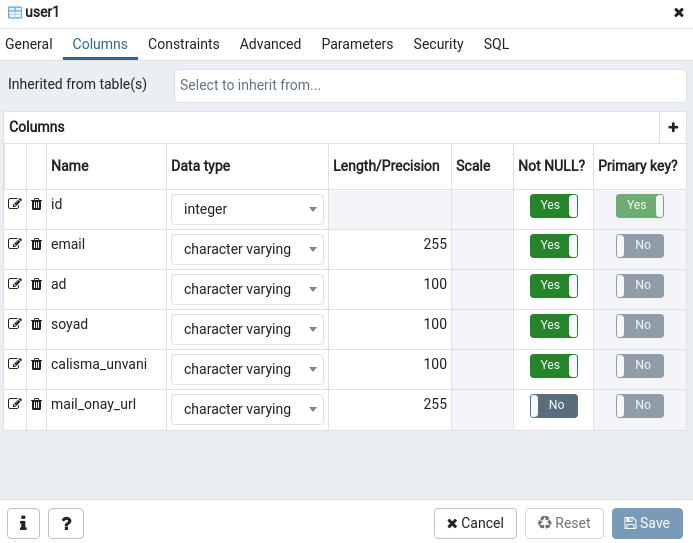 user1
General Columns Constraints Advanced Parameters Security SQL
Inherited from table(s) Select to inherit from...
Columns
Name Data type Length/Precision Scale Not NULL? Primary key?
id integer Yes Yes
email character varying 255 Yes No
ad character varying 100 Yes No
soyad character varying 100 Yes No
calisma_unvani character varying 100 Yes No
mail_onay_url character varying 255 No No
Cancel Reset Save